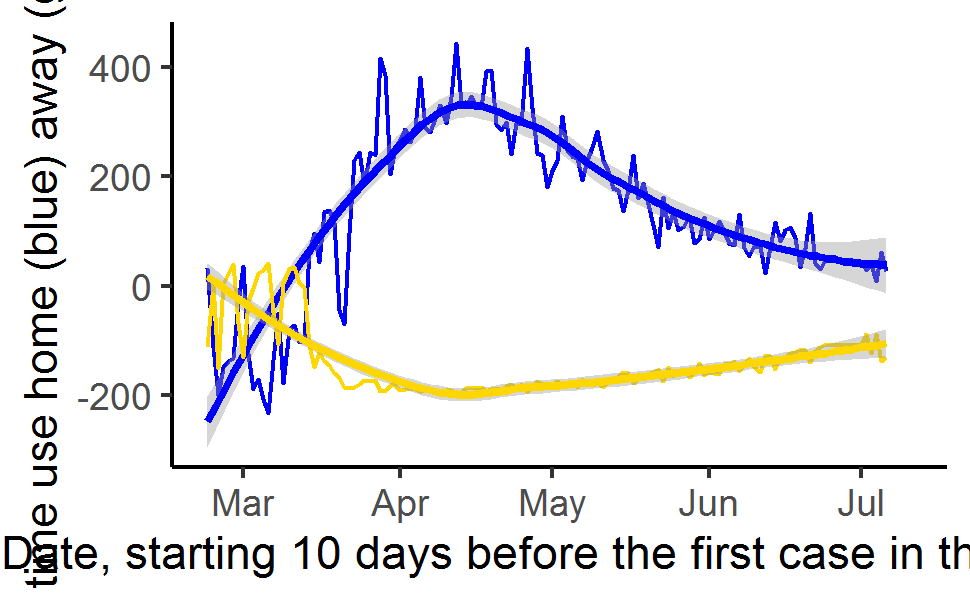 time use home (blue) away (
400
200
0
-200
Mar Apr May Jun Jul
Date, starting 10 days before the first case in th